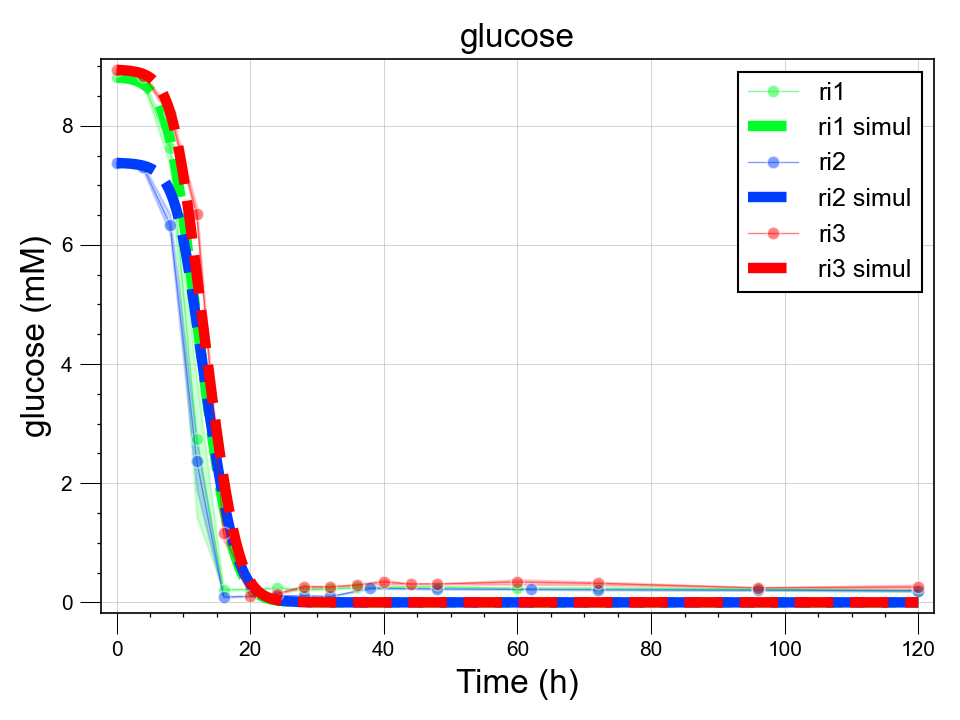 glucose
ri1
ri1 simul
ri2
ri2 simul
ri3
ri3 simul
glucose (mM)
8
6
4
2
0
0 20 40 60 80 100 120
Time (h)